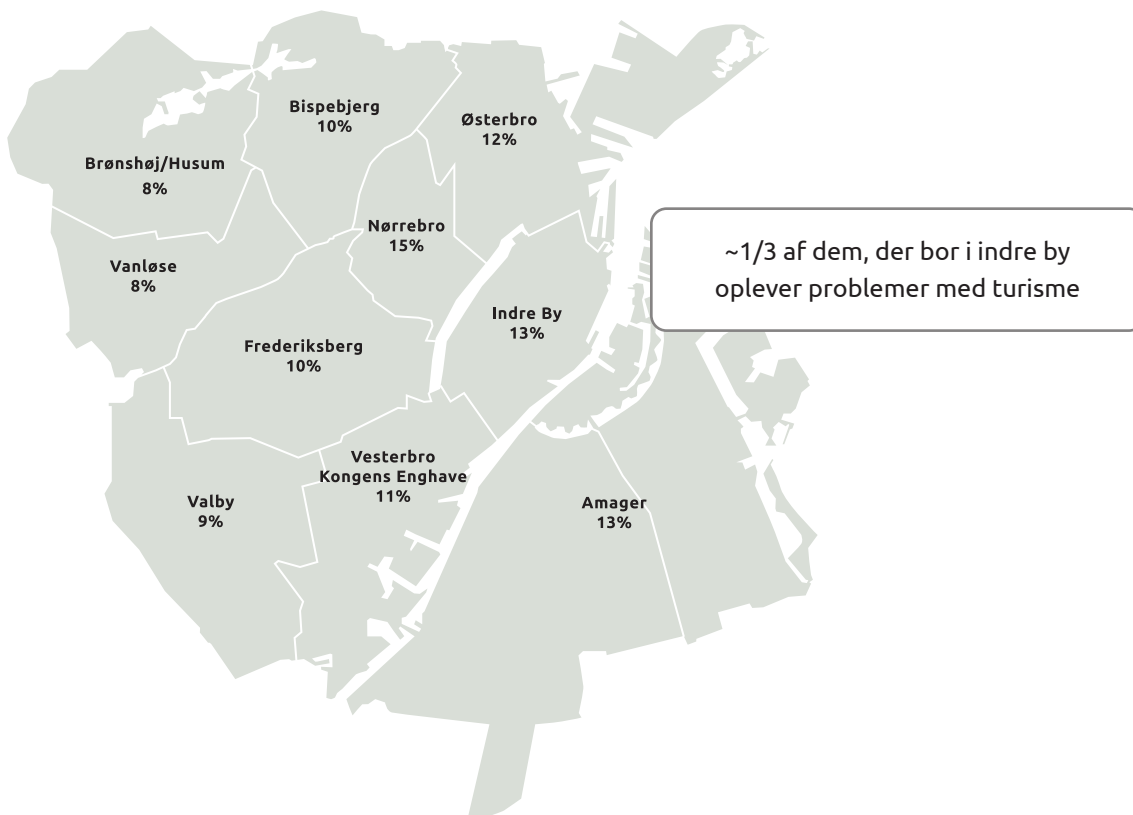 Bispebjerg
10%
Østerbro
12%
Brønshøj/Husum
8%
Nørrebro
15%
Vanløse
8%
~1/3 af dem, der bor i indre by
oplever problemer med turisme
Indre By
13%
Frederiksberg
10%
Vesterbro
Kongens Enghave
11%
Valby
9%
Amager
13%